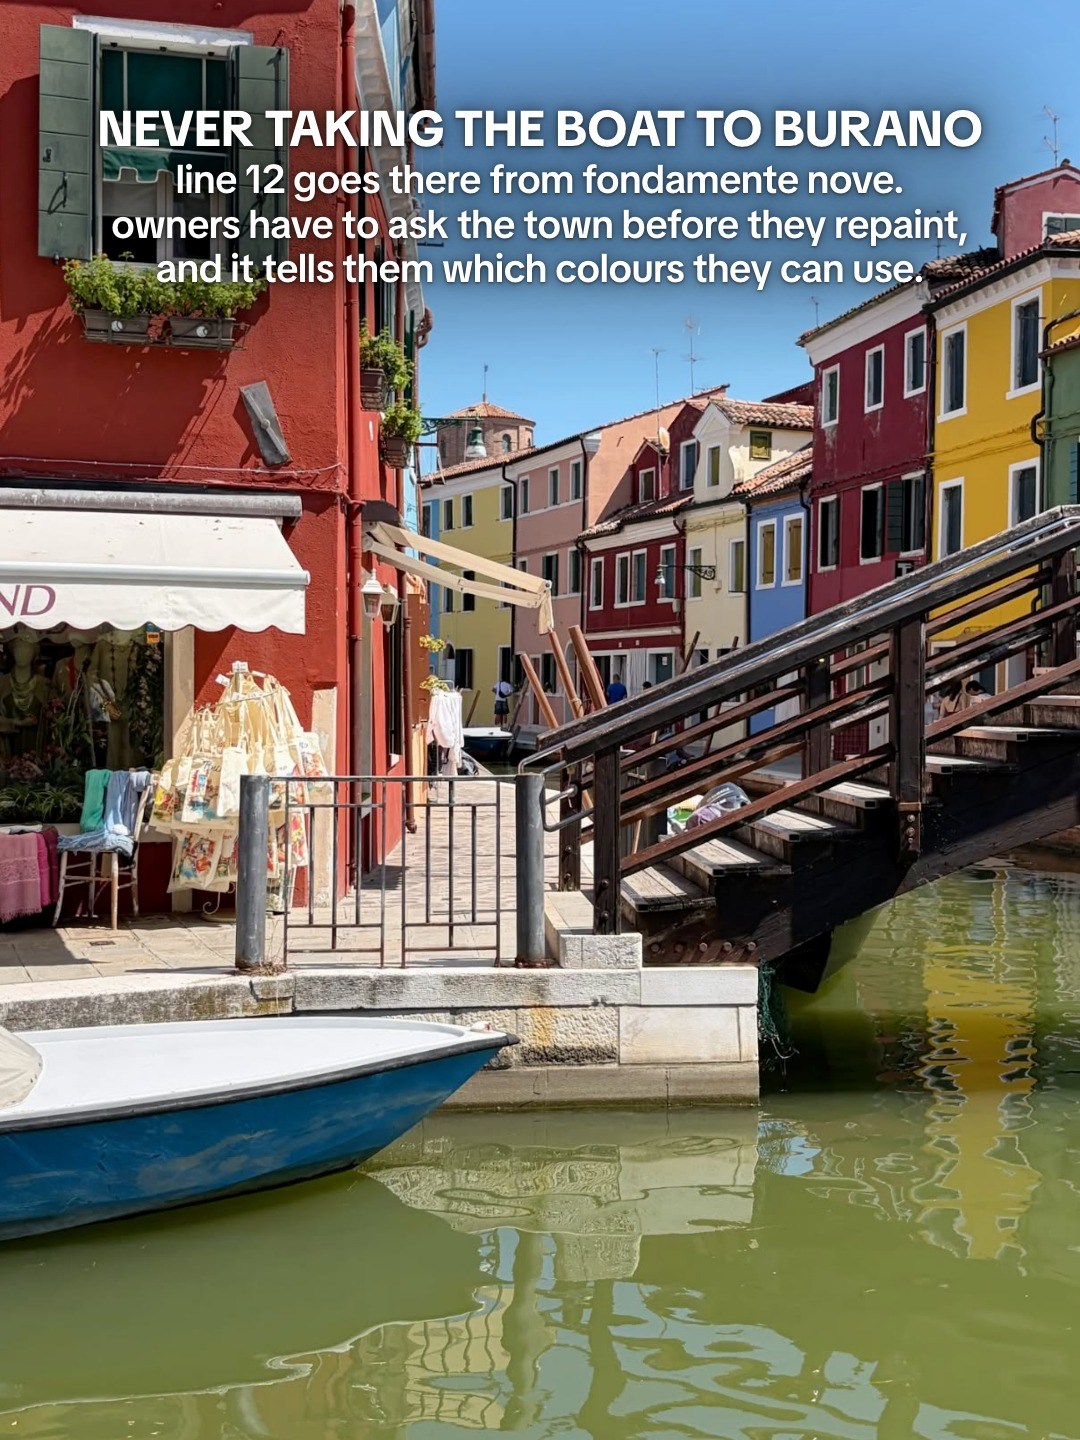 NEVER TAKING THE BOAT TO BURANO
line 12 goes there from fondamente nove.
owners have to ask the town before they repaint,
and it tells them which colours they can use.
ND